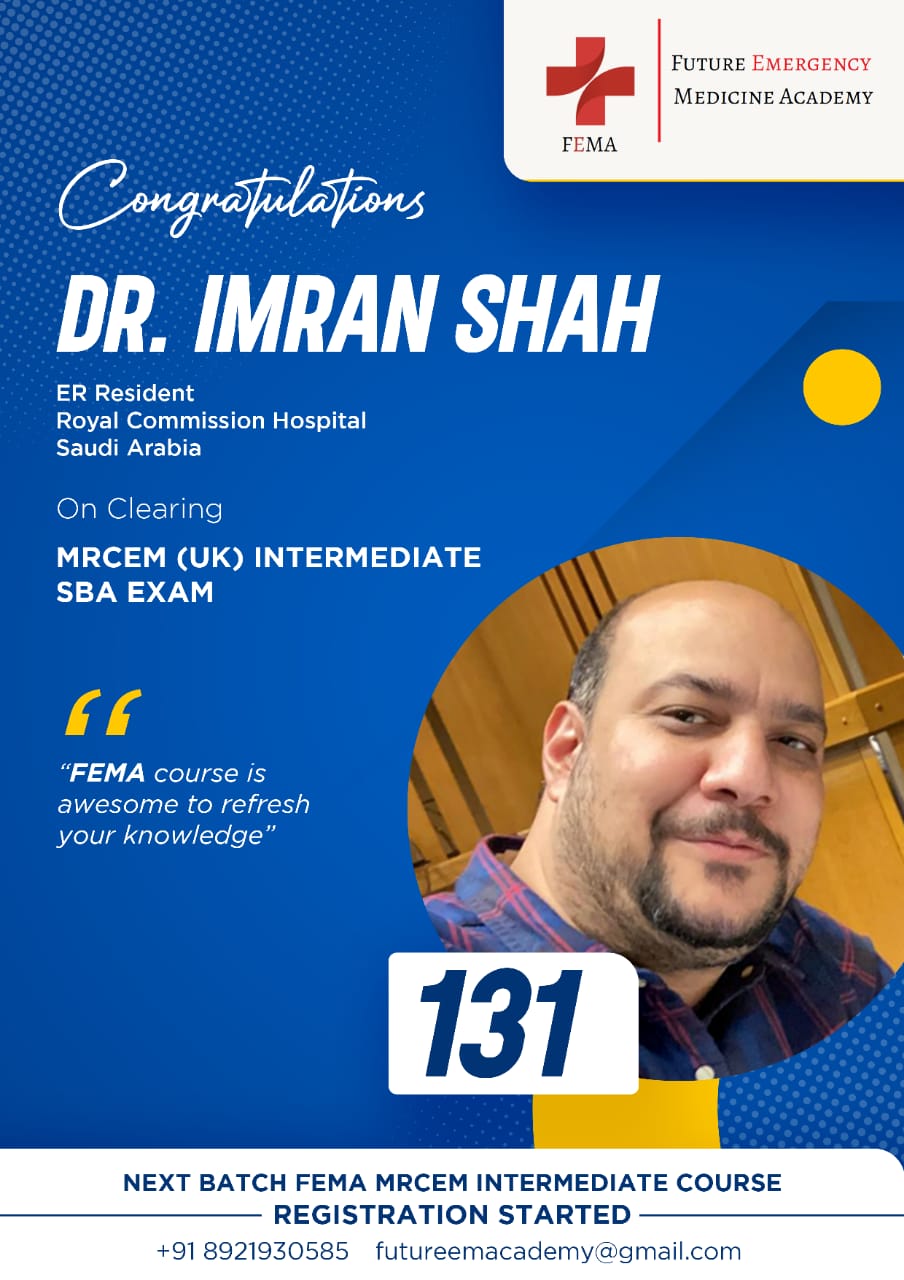 FUTURE EMERGENCY
MEDICINE ACADEMY
FEMA
Congratulations
DR. IMRAN SHAH
ER Resident
Royal Commission Hospital
Saudi Arabia
On Clearing
MRCEM (UK) INTERMEDIATE
SBA EXAM
“
“FEMA course is
awesome to refresh
your knowledge”
131
NEXT BATCH FEMA MRCEM INTERMEDIATE COURSE
REGISTRATION STARTED
+91 8921930585 futureemacademy@gmail.com